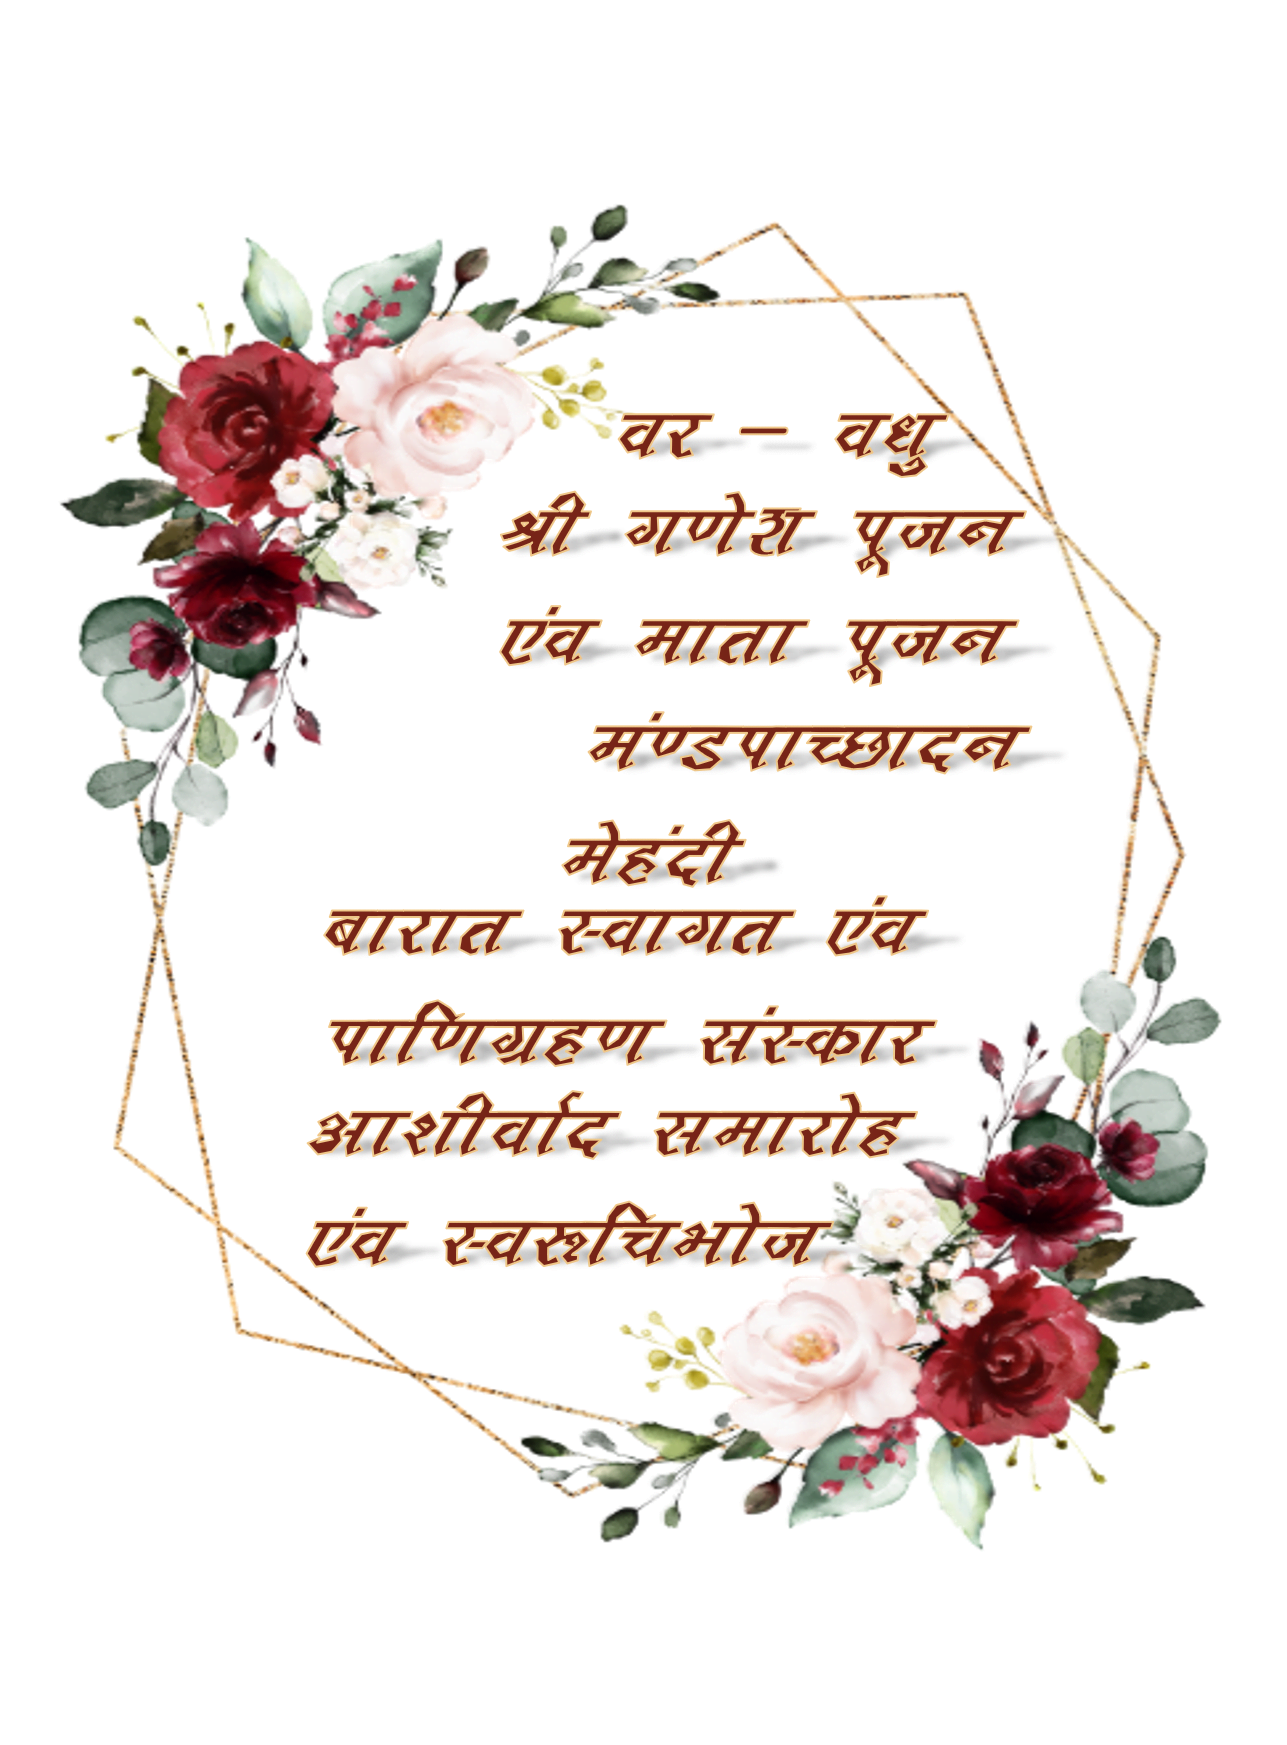 वर – वधु
श्री गणेश पूजन
एंव माता पूजन
मंण्डपाच्छादन
मेहंदी
बारात स्वागत एंव
पाणिग्रहण संस्कार
आशीर्वाद समारोह
एंव स्वरूचिभोज